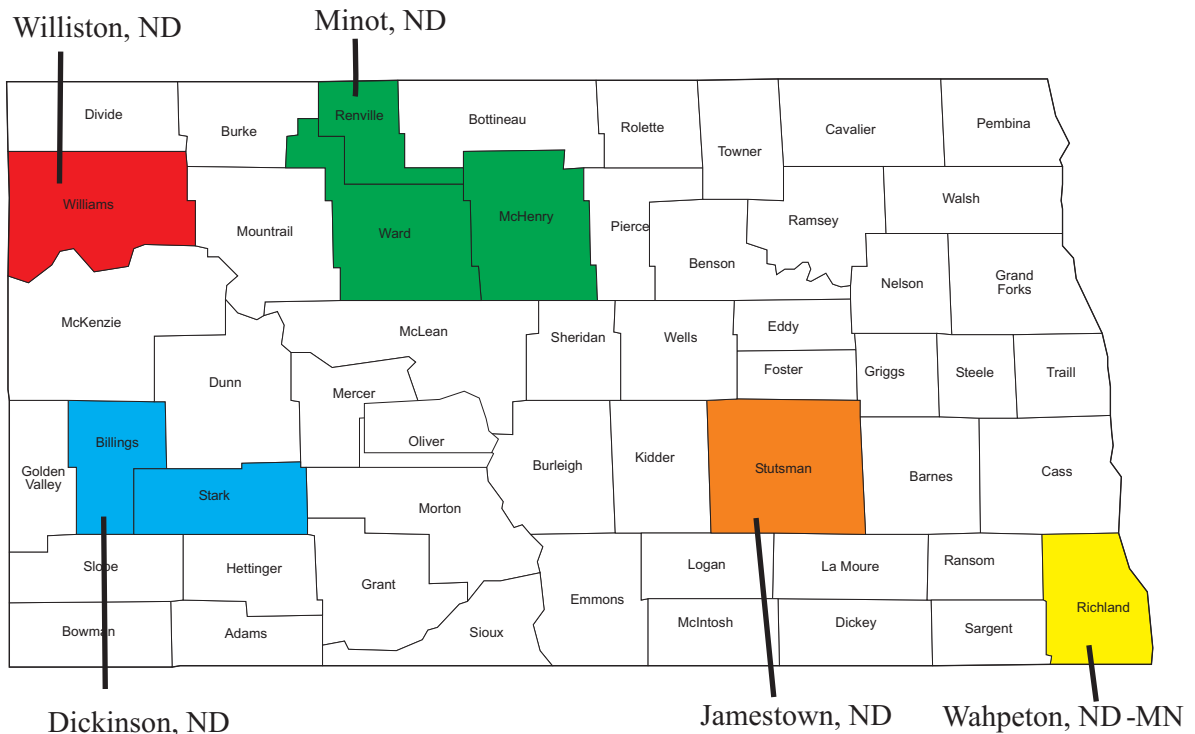 Williston, ND
Minot, ND
Divide
Burke
Renville
Bottineau
Rolette
Towner
Cavalier
Pembina
Williams
Mountrail
Ward
McHenry
Pierce
Benson
Ramsey
Walsh
Nelson
Grand
Forks
McKenzie
Dunn
McLean
Mercer
Oliver
Sheridan
Wells
Eddy
Foster
Griggs
Steele
Traill
Golden
Valley
Billings
Stark
Morton
Burleigh
Kidder
Stutsman
Barnes
Cass
Slope
Hettinger
Grant
Bowman
Adams
Sioux
Emmons
Logan
La Moure
Ransom
McIntosh
Dickey
Sargent
Richland
Dickinson, ND
Jamestown, ND
Wahpeton, ND -MN